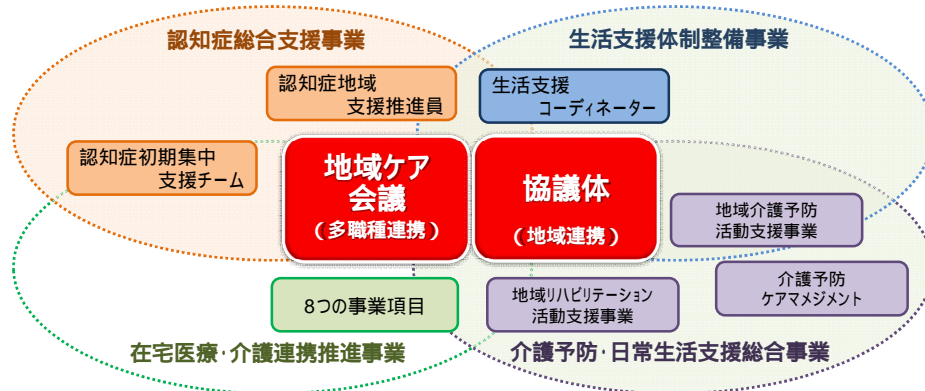 認知症総合支援事業
生活支援体制整備事業
認知症地域
支援推進員
生活支援
コーディネーター
認知症初期集中
支援チーム
地域ケア
会議
(多職種連携)
協議体
(地域連携)
地域介護予防
活動支援事業
介護予防
ケアマメジメント
8つの事業項目
地域リハビリテーション
活動支援事業
在宅医療・介護連携推進事業
介護予防・日常生活支援総合事業